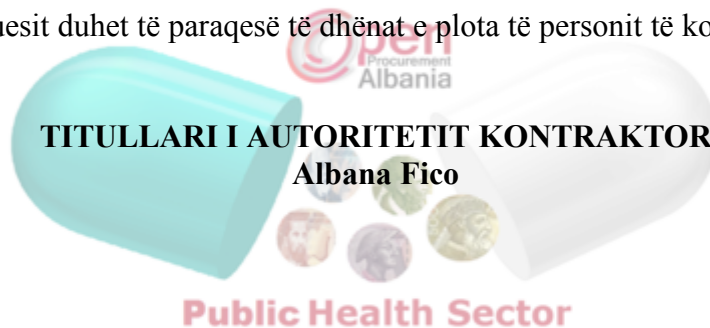 uesit duhet të paraqesë të dhënat e plota të personit të ko
Open
Procurement
Albania
TITULLARI I AUTORITETIT KONTRAKTOR
Albana Fico
Public Health Sector